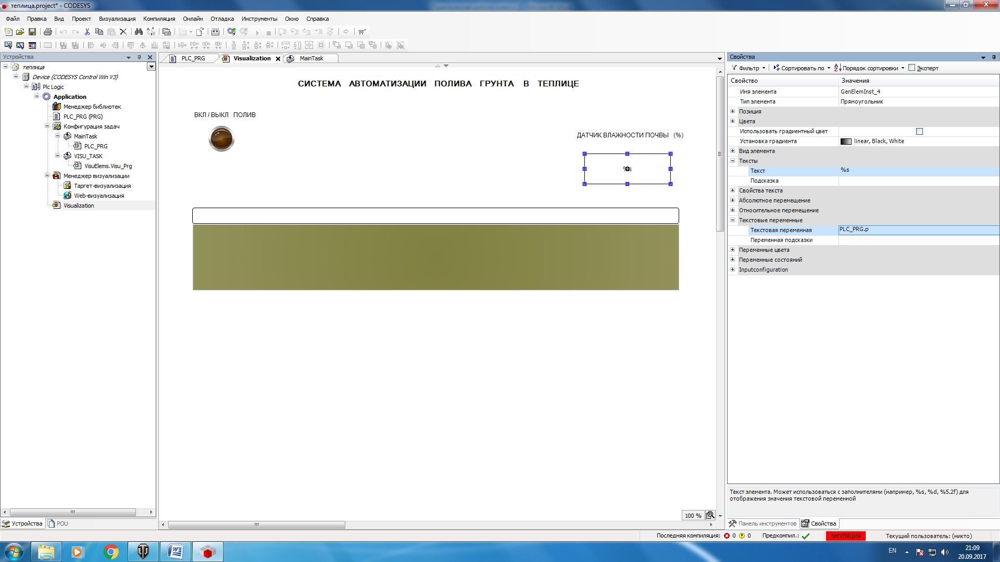 теплица.project* - CODESYS
Файл Правка Вид Проект Визуализация Компиляция Онлайн Отладка Инструменты Окно Справка
Устройства
теплица
Device (CODESYS Control Win V3)
Plc Logic
Application
Менеджер библиотек
PLC_PRG (PRG)
Конфигурация задач
MainTask
PLC_PRG
VISU_TASK
VisuElems.Visu_Prg
Менеджер визуализации
Таргет-визуализация
Web-визуализация
Visualization
Устройства POU
PLC_PRG Visualization MainTask
СИСТЕМА АВТОМАТИЗАЦИИ ПОЛИВА ГРУНТА В ТЕПЛИЦЕ
ВКЛ / ВЫКЛ ПОЛИВ
ДАТЧИК ВЛАЖНОСТИ ПОЧВЫ (%)
100 %
Свойства
Фильтр Сортировать по Порядок сортировки Эксперт
Свойство Значения
Имя элемента GenElemInst_4
Тип элемента Прямоугольник
Позиция
Цвета
Использовать градиентный цвет
Установка градиента linear, Black, White
Вид элемента
Тексты
Текст %s
Подсказка
Свойства текста
Абсолютное перемещение
Относительное перемещение
Текстовые переменные
Текстовая переменная PLC_PRG.p
Переменная подсказки
Переменные цвета
Переменные состояний
Inputconfiguration
Текст элемента. Может использоваться с заполнителями (например, %s, %d, %5.2f) для
отображения значения текстовой переменной
Панель инструментов Свойства
Последняя компиляция: 0 0 Предкомпил.: ЭМУЛЯЦИЯ Текущий пользователь: (никто)
EN
21:09
20.09.2017